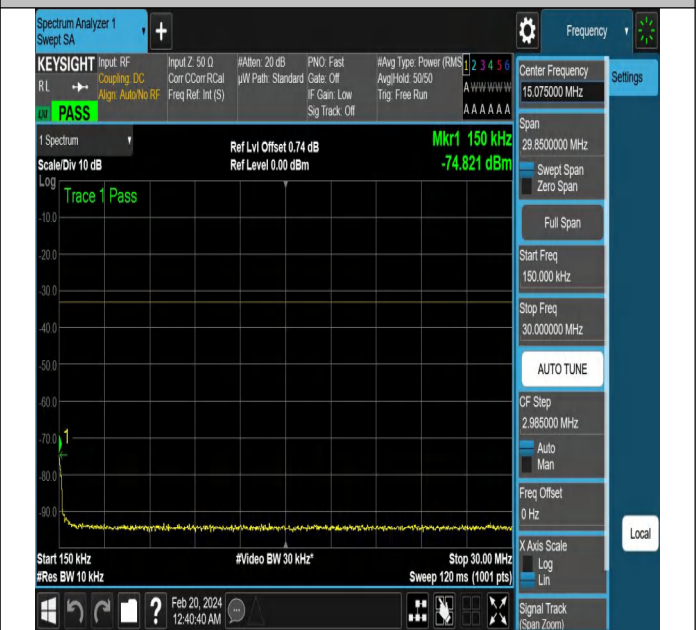 Spectrum Analyzer 1
Swept SA
+
Frequency
KEYSIGHT
RL
Input: RF
Coupling: DC
Align: Auto/No RF
Input Z: 50 Ω
Corr CCorr RCal
Freq Ref: Int (S)
#Atten: 20 dB
µW Path: Standard
PNO: Fast
Gate: Off
IF Gain: Low
Sig Track: Off
#Avg Type: Power (RMS
Avg|Hold: 50/50
Trig: Free Run
1 2 3 4 5 6
A W W W W W
A A A A A A
PASS
1 Spectrum
Scale/Div 10 dB
Ref Lvl Offset 0.74 dB
Ref Level 0.00 dBm
Mkr1 150 kHz
-74.821 dBm
Log
Trace 1 Pass
-10.0
-20.0
-30.0
-40.0
-50.0
-60.0
-70.0
1
-80.0
-90.0
Start 150 kHz
#Res BW 10 kHz
#Video BW 30 kHz*
Stop 30.00 MHz
Sweep 120 ms (1001 pts)
Center Frequency
15.075000 MHz
Settings
Span
29.8500000 MHz
Swept Span
Zero Span
Full Span
Start Freq
150.000 kHz
Stop Freq
30.000000 MHz
AUTO TUNE
CF Step
2.985000 MHz
Auto
Man
Freq Offset
0 Hz
X Axis Scale
Log
Lin
Local
Signal Track
(Span Zoom)
?
Feb 20, 2024
12:40:40 AM